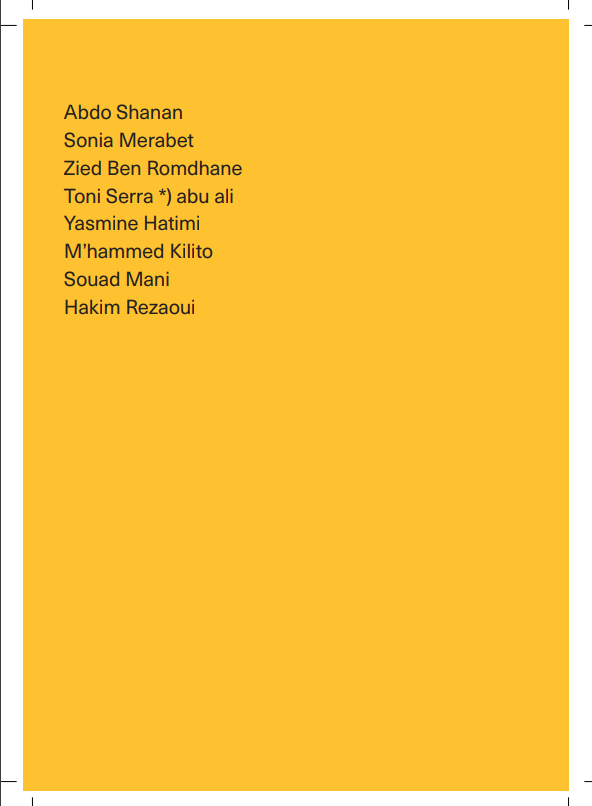 Abdo Shanan
Sonia Merabet
Zied Ben Romdhane
Toni Serra *) abu ali
Yasmine Hatimi
M’hammed Kilito
Souad Mani
Hakim Rezaoui